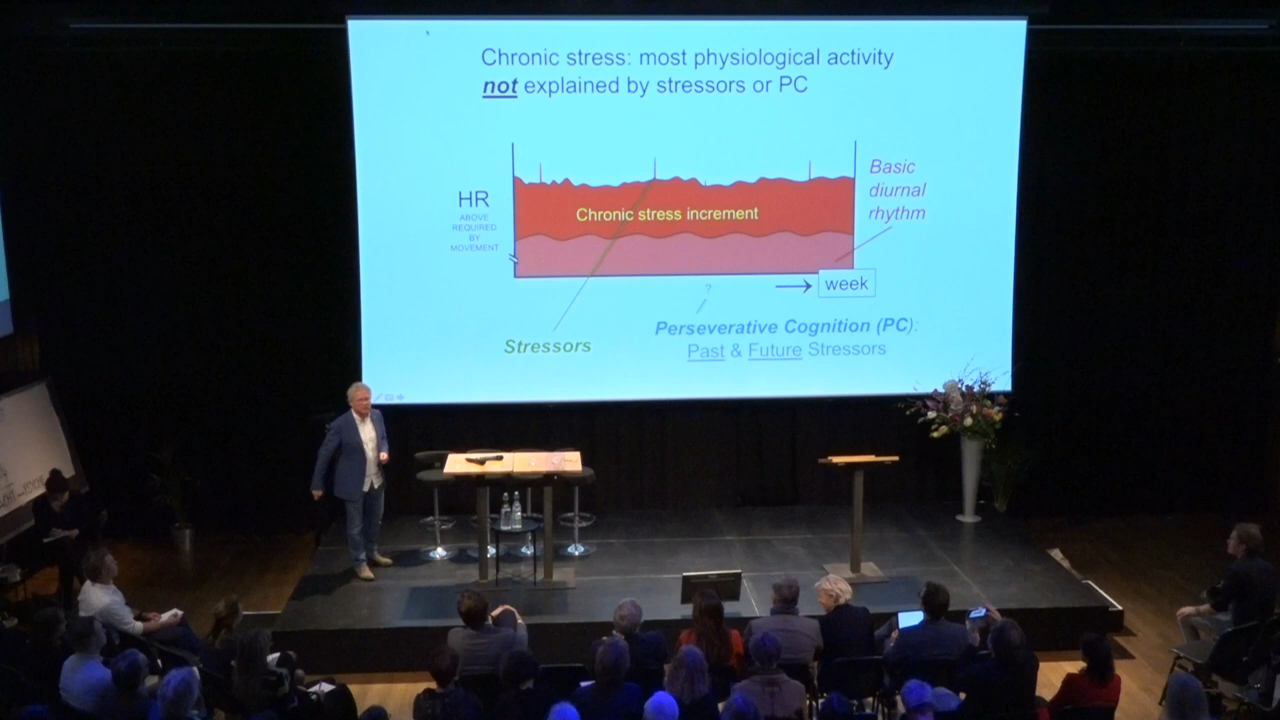 Chronic stress: most physiological activity
not explained by stressors or PC
HR
ABOVE
REQUIRED
BY
MOVEMENT
Chronic stress increment
Basic
diurnal
rhythm
week
?
Stressors
Perseverative Cognition (PC):
Past & Future Stressors